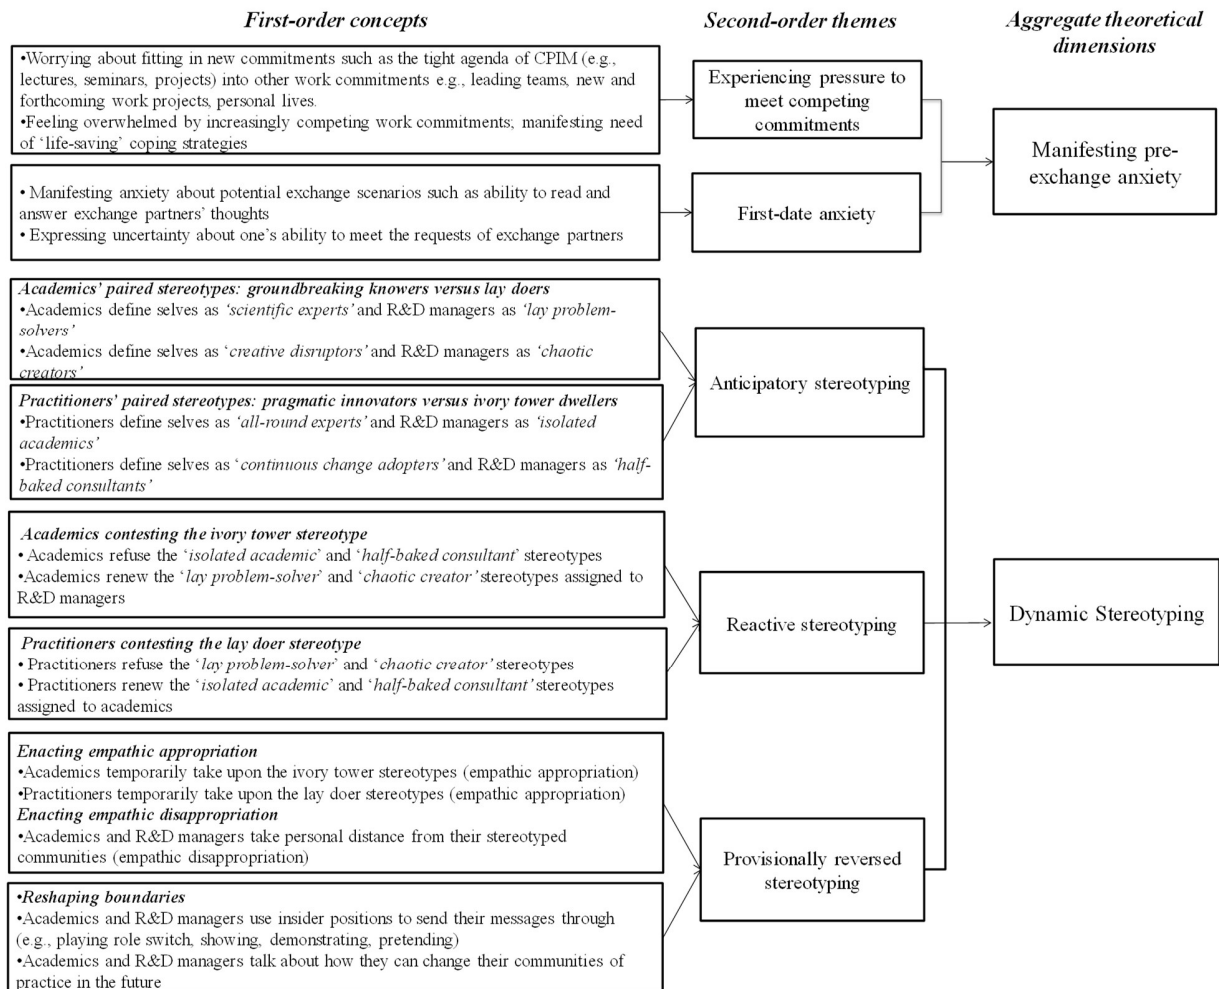 First-order concepts
Second-order themes
Aggregate theoretical
dimensions
•Worrying about fitting in new commitments such as the tight agenda of CPIM (e.g.,
lectures, seminars, projects) into other work commitments e.g., leading teams, new and
forthcoming work projects, personal lives.
•Feeling overwhelmed by increasingly competing work commitments; manifesting need
of ‘life-saving’ coping strategies
Experiencing pressure to
meet competing
commitments
Manifesting pre-
exchange anxiety
• Manifesting anxiety about potential exchange scenarios such as ability to read and
answer exchange partners’ thoughts
• Expressing uncertainty about one’s ability to meet the requests of exchange partners
First-date anxiety
Academics’ paired stereotypes: groundbreaking knowers versus lay doers
•Academics define selves as ‘scientific experts’ and R&D managers as ‘lay problem-
solvers’
•Academics define selves as ‘creative disruptors’ and R&D managers as ‘chaotic
creators’
Practitioners’ paired stereotypes: pragmatic innovators versus ivory tower dwellers
•Practitioners define selves as ‘all-round experts’ and R&D managers as ‘isolated
academics’
•Practitioners define selves as ‘continuous change adopters’ and R&D managers as ‘half-
baked consultants’
Anticipatory stereotyping
Academics contesting the ivory tower stereotype
• Academics refuse the ‘isolated academic’ and ‘half-baked consultant’ stereotypes
•Academics renew the ‘lay problem-solver’ and ‘chaotic creator’ stereotypes assigned to
R&D managers
Practitioners contesting the lay doer stereotype
• Practitioners refuse the ‘lay problem-solver’ and ‘chaotic creator’ stereotypes
• Practitioners renew the ‘isolated academic’ and ‘half-baked consultant’ stereotypes
assigned to academics
Reactive stereotyping
Dynamic Stereotyping
Enacting empathic appropriation
•Academics temporarily take upon the ivory tower stereotypes (empathic appropriation)
•Practitioners temporarily take upon the lay doer stereotypes (empathic appropriation)
Enacting empathic disappropriation
•Academics and R&D managers take personal distance from their stereotyped
communities (empathic disappropriation)
•Reshaping boundaries
•Academics and R&D managers use insider positions to send their messages through
(e.g., playing role switch, showing, demonstrating, pretending)
•Academics and R&D managers talk about how they can change their communities of
practice in the future
Provisionally reversed
stereotyping